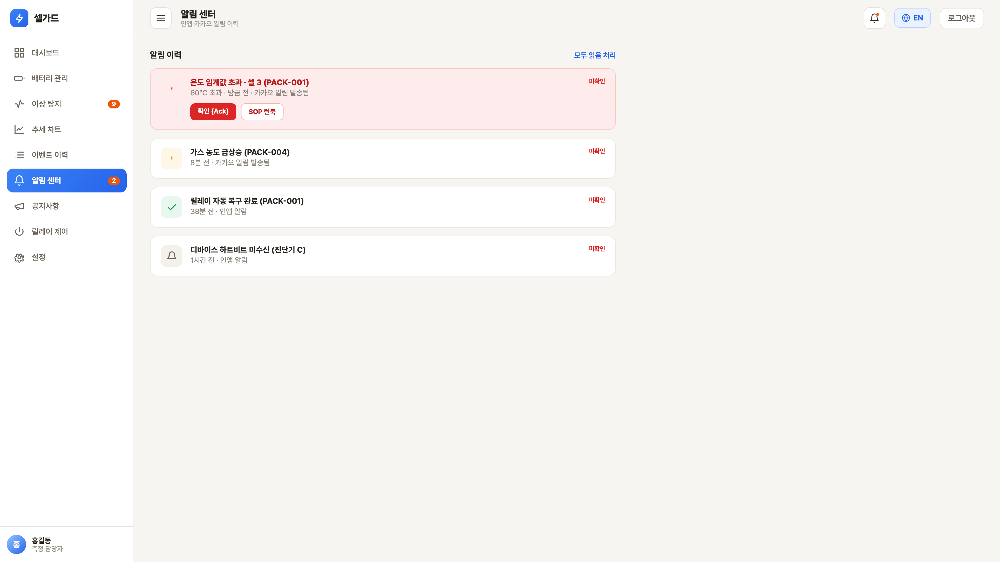 셀가드
대시보드
배터리 관리
이상 탐지 9
추세 차트
이벤트 이력
알림 센터 2
공지사항
릴레이 제어
설정
홍
홍길동
측정 담당자
알림 센터
인앱·카카오 알림 이력
EN
로그아웃
알림 이력
모두 읽음 처리
온도 임계값 초과 · 셀 3 (PACK-001)
미확인
60°C 초과 · 방금 전 · 카카오 알림 발송됨
확인 (Ack)
SOP 런북
가스 농도 급상승 (PACK-004)
미확인
8분 전 · 카카오 알림 발송됨
릴레이 자동 복구 완료 (PACK-001)
미확인
38분 전 · 인앱 알림
디바이스 하트비트 미수신 (진단기 C)
미확인
1시간 전 · 인앱 알림